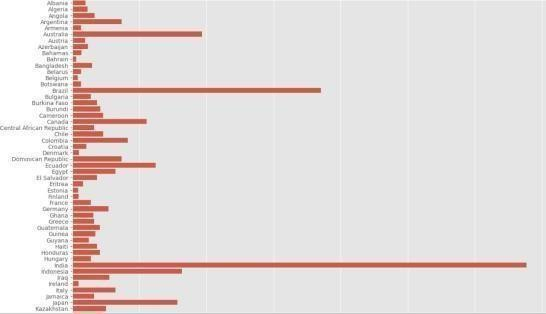 Albania
Algeria
Angola
Argentina
Armenia
Australia
Austria
Azerbaijan
Bahamas
Bahrain
Bangladesh
Belarus
Belgium
Botswana
Brazil
Bulgaria
Burkina Faso
Burundi
Cameroon
Canada
Central African Republic
Chile
Colombia
Croatia
Denmark
Dominican Republic
Ecuador
Egypt
El Salvador
Eritrea
Estonia
Finland
France
Germany
Ghana
Greece
Guatemala
Guinea
Guyana
Haiti
Honduras
Hungary
India
Indonesia
Iraq
Ireland
Italy
Jamaica
Japan
Kazakhstan